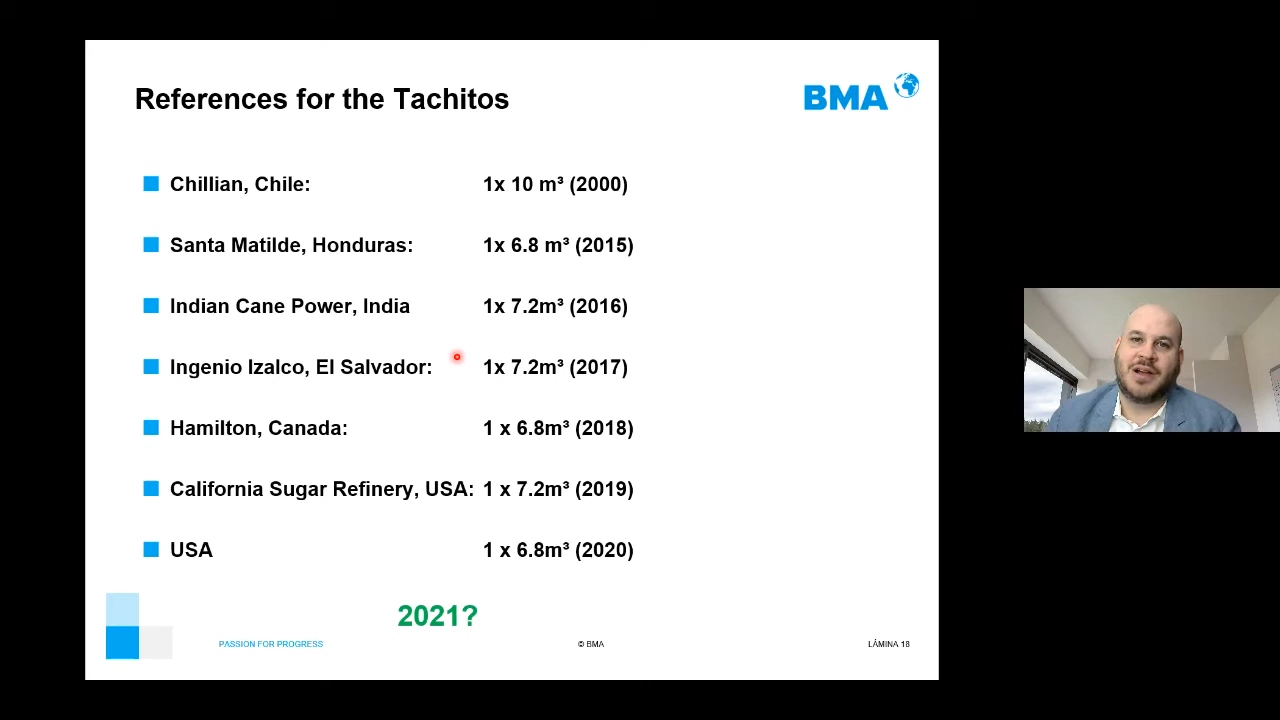 References for the Tachitos
BMA
Chillian, Chile: 1x 10 m³ (2000)
Santa Matilde, Honduras: 1x 6.8 m³ (2015)
Indian Cane Power, India 1x 7.2m³ (2016)
Ingenio Izalco, El Salvador: 1x 7.2m³ (2017)
Hamilton, Canada: 1 x 6.8m³ (2018)
California Sugar Refinery, USA: 1 x 7.2m³ (2019)
USA 1 x 6.8m³ (2020)
2021?
PASSION FOR PROGRESS © BMA LÁMINA 18